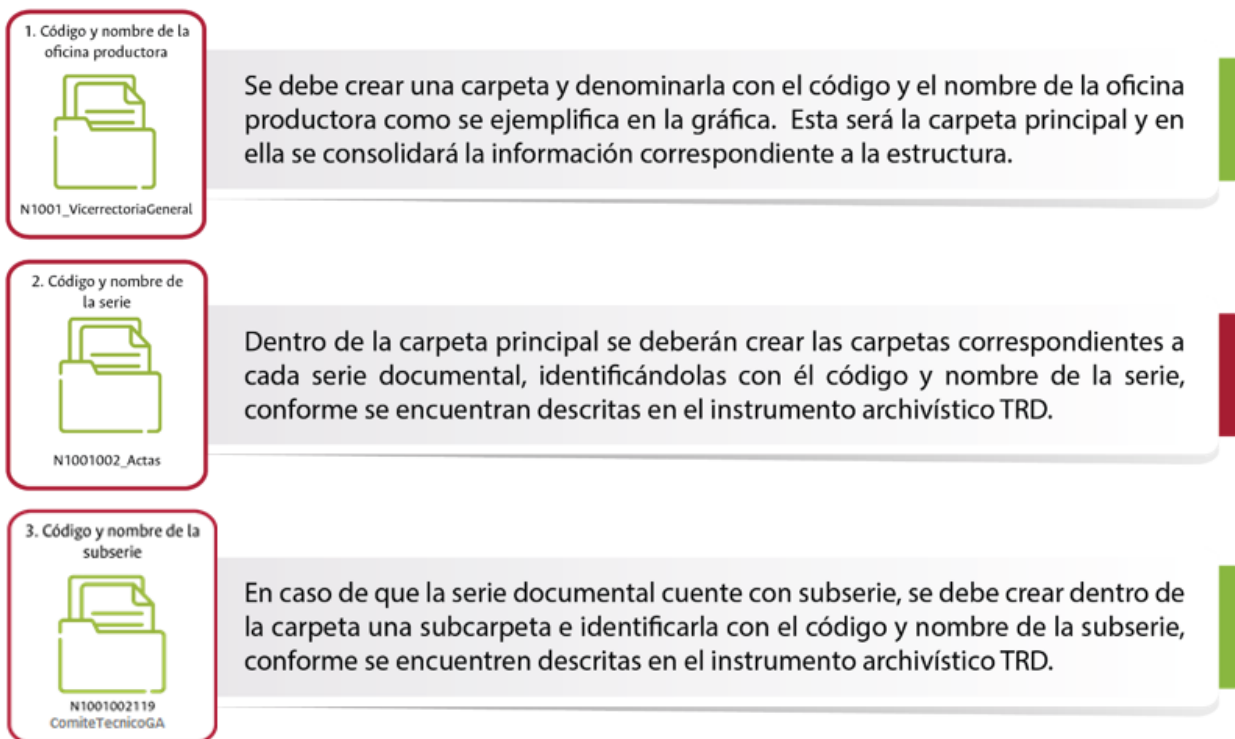 1. Código y nombre de la
oficina productora
N1001_VicerrectoriaGeneral
Se debe crear una carpeta y denominarla con el código y el nombre de la oficina
productora como se ejemplifica en la gráfica. Esta será la carpeta principal y en
ella se consolidará la información correspondiente a la estructura.
2. Código y nombre de
la serie
N1001002_Actas
Dentro de la carpeta principal se deberán crear las carpetas correspondientes a
cada serie documental, identificándolas con él código y nombre de la serie,
conforme se encuentran descritas en el instrumento archivístico TRD.
3. Código y nombre de la
subserie
N1001002119
ComiteTecnicoGA
En caso de que la serie documental cuente con subserie, se debe crear dentro de
la carpeta una subcarpeta e identificarla con el código y nombre de la subserie,
conforme se encuentren descritas en el instrumento archivístico TRD.